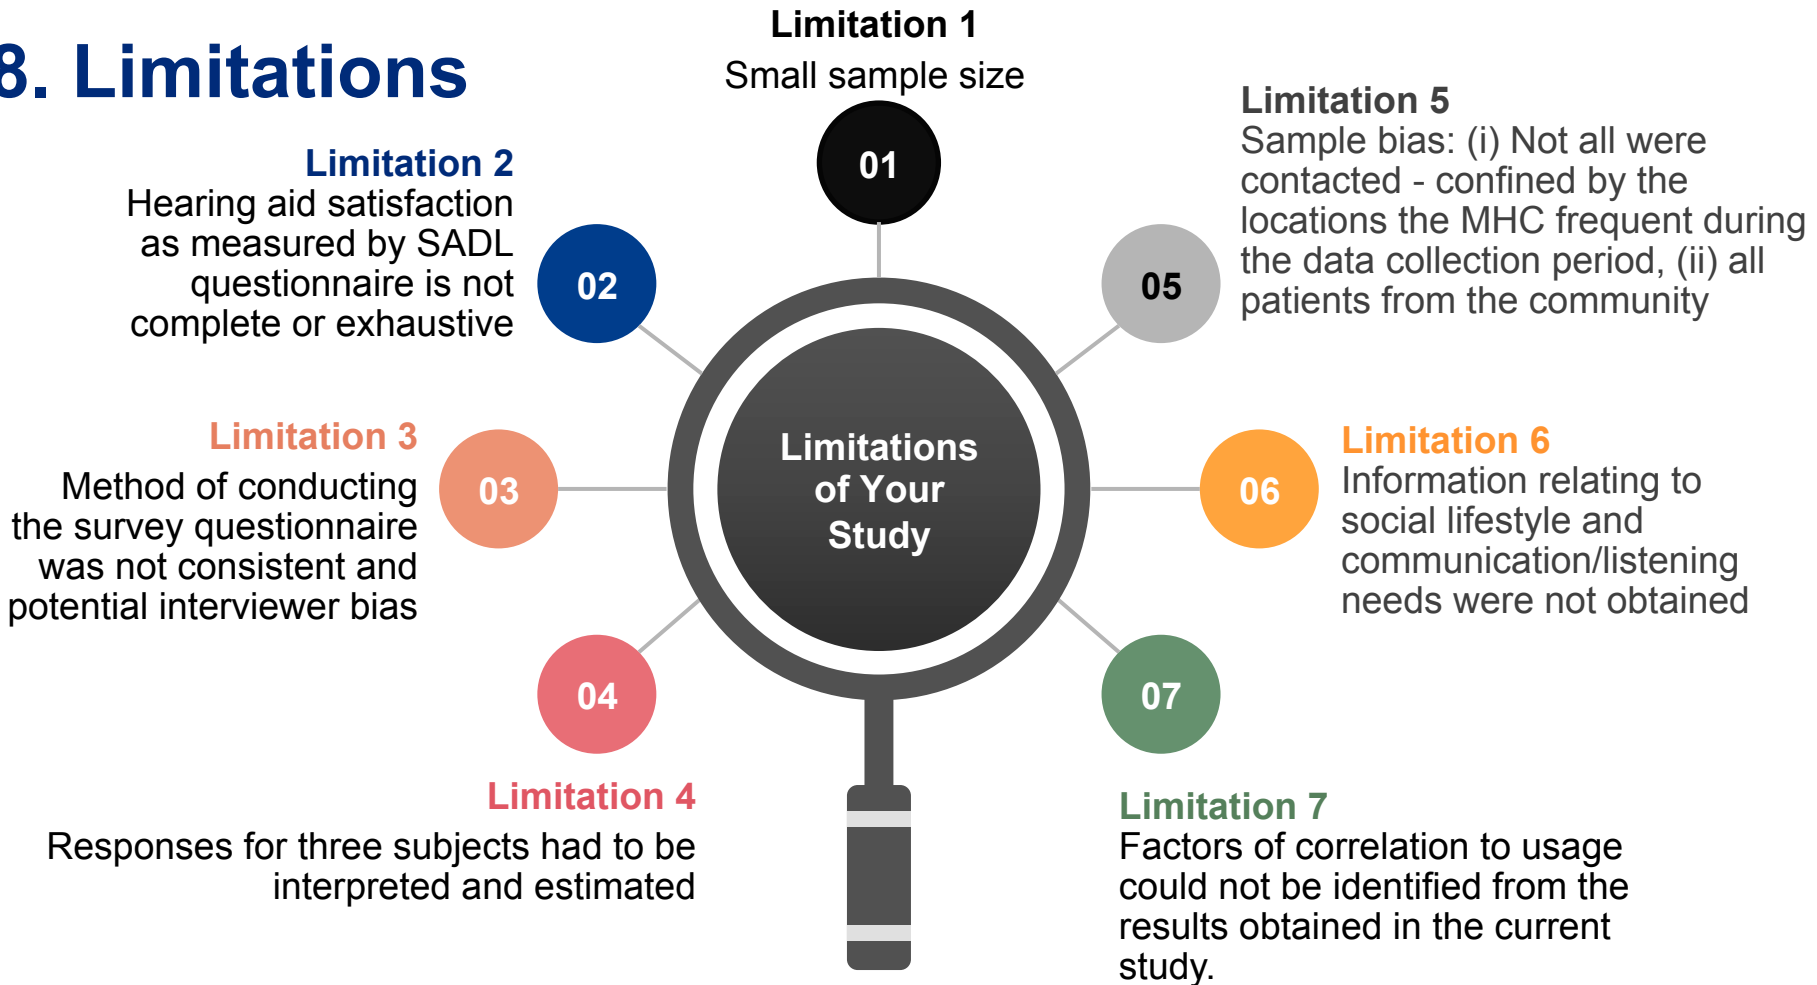 8. Limitations
Limitation 1
Small sample size
01
Limitation 2
Hearing aid satisfaction
as measured by SADL
questionnaire is not
complete or exhaustive
02
Limitation 3
Method of conducting
the survey questionnaire
was not consistent and
potential interviewer bias
03
04
Limitation 4
Responses for three subjects had to be
interpreted and estimated
Limitations
of Your
Study
Limitation 5
Sample bias: (i) Not all were
contacted - confined by the
locations the MHC frequent during
the data collection period, (ii) all
patients from the community
05
Limitation 6
Information relating to
social lifestyle and
communication/listening
needs were not obtained
06
07
Limitation 7
Factors of correlation to usage
could not be identified from the
results obtained in the current
study.